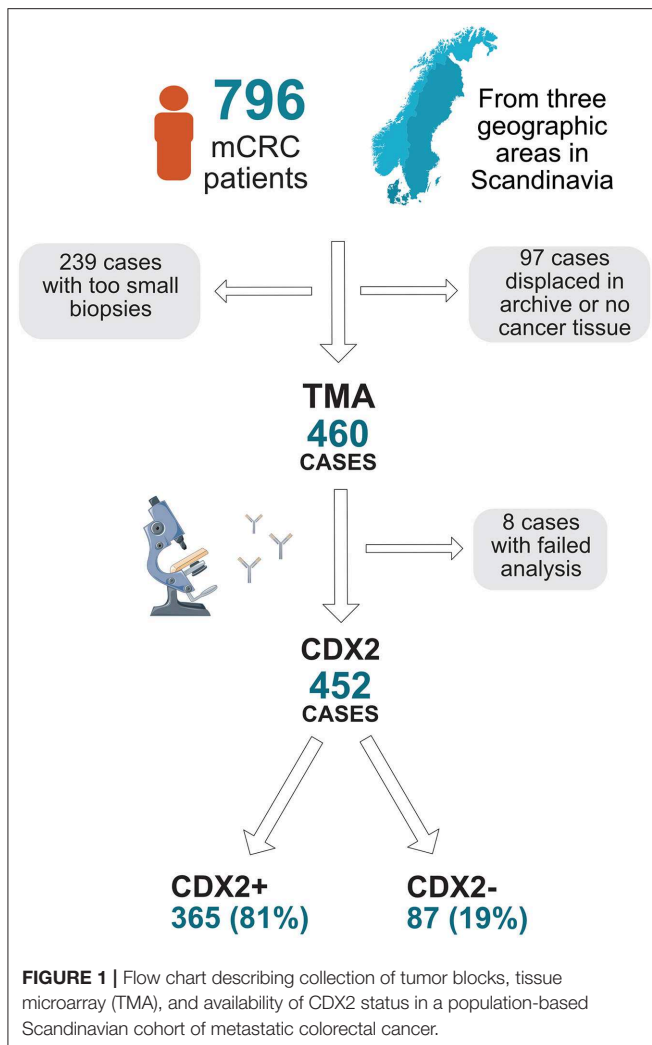 796
mCRC
patients
From three
geographic
areas in
Scandinavia
239 cases
with too small
biopsies
97 cases
displaced in
archive or no
cancer tissue
TMA
460
CASES
8 cases
with failed
analysis
CDX2
452
CASES
CDX2+
365 (81%)
CDX2-
87 (19%)
FIGURE 1 | Flow chart describing collection of tumor blocks, tissue
microarray (TMA), and availability of CDX2 status in a population-based
Scandinavian cohort of metastatic colorectal cancer.